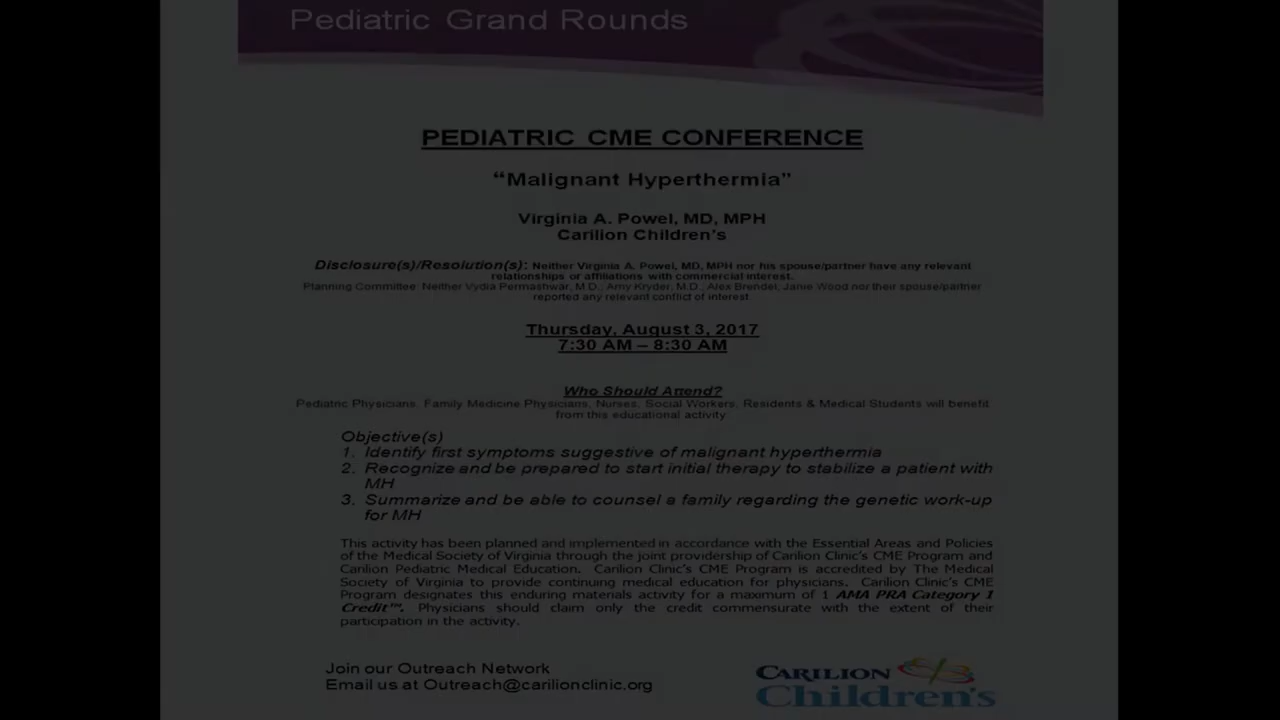 Pediatric Grand Rounds
PEDIATRIC CME CONFERENCE
“Malignant Hyperthermia”
Virginia A. Powel, MD, MPH
Carilion Children's
Disclosure(s)/Resolution(s): Neither Virginia A. Powel, MD, MPH nor his spouse/partner have any relevant
relationships or affiliations with commercial interest.
Planning Committee: Neither Vydia Permashwar, M.D., Amy Kryder, M.D., Alex Brendel, Janie Wood nor their spouse/partner
reported any relevant conflict of interest.
Thursday, August 3, 2017
7:30 AM – 8:30 AM
Who Should Attend?
Pediatric Physicians, Family Medicine Physicians, Nurses, Social Workers, Residents & Medical Students will benefit
from this educational activity.
Objective(s)
1. Identify first symptoms suggestive of malignant hyperthermia
2. Recognize and be prepared to start initial therapy to stabilize a patient with
MH
3. Summarize and be able to counsel a family regarding the genetic work-up
for MH
This activity has been planned and implemented in accordance with the Essential Areas and Policies
of the Medical Society of Virginia through the joint providership of Carilion Clinic's CME Program and
Carilion Pediatric Medical Education. Carilion Clinic's CME Program is accredited by The Medical
Society of Virginia to provide continuing medical education for physicians. Carilion Clinic's CME
Program designates this enduring materials activity for a maximum of 1 AMA PRA Category 1
Credit™. Physicians should claim only the credit commensurate with the extent of their
participation in the activity.
Join our Outreach Network
Email us at Outreach@carilionclinic.org
CARILION
Children's